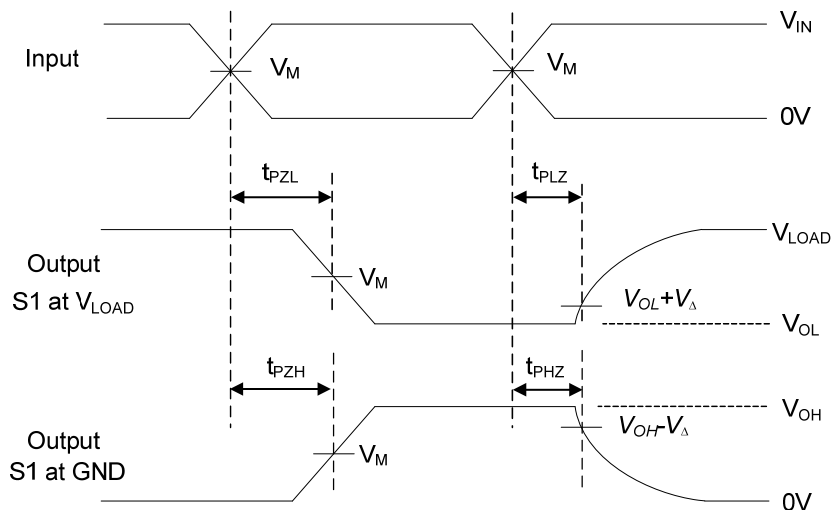 V_IN
Input
V_M
V_M
0V
t_PZL
t_PLZ
V_LOAD
Output
S1 at V_LOAD
V_M
V_OL+V_Δ
V_OL
t_PZH
t_PHZ
V_OH
V_OH-V_Δ
Output
S1 at GND
V_M
0V